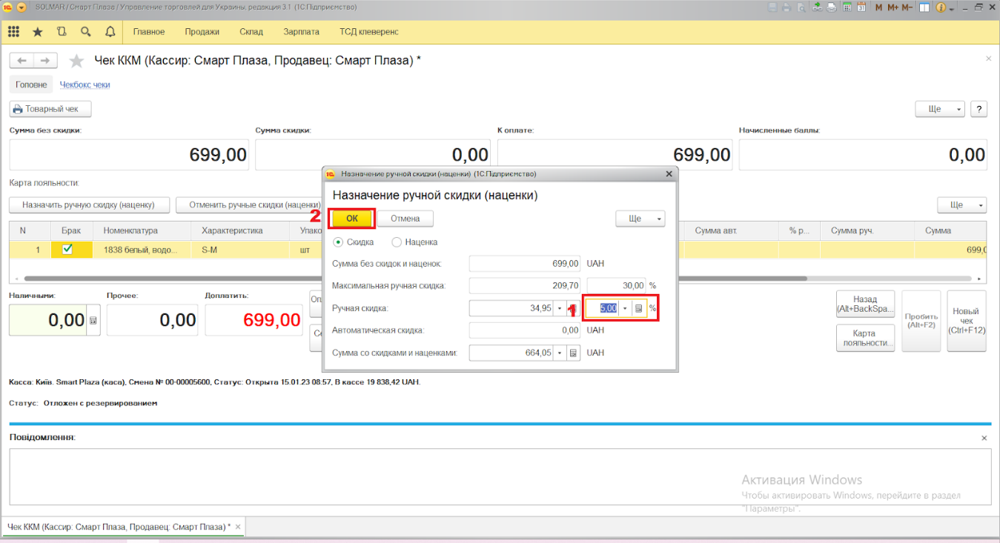 SOLMAR / Смарт Плаза / Управление торговлей для Украины, редакция 3.1 (1С:Підприємство)
M M+ M-
Главное Продажи Склад Зарплата ТСД клеверенс
Чек ККМ (Кассир: Смарт Плаза, Продавец: Смарт Плаза) *
Головне Чекбокс чеки
Товарный чек Ще ?
Сумма без скидки: Сумма скидки: К оплате: Начисленные баллы:
699,00 0,00 699,00 0,00
Карта лояльности:
Назначить ручную скидку (наценку) Отменить ручные скидки (наценки) Ще
N Брак Номенклатура Характеристика Упако Сумма авт. % р... Сумма руч. Сумма
1 1838 белый, водо... S-M шт 699,0
Наличными: Прочее: Доплатить:
0,00 0,00 699,00
Назад
(Alt+BackSpa...
Карта
лояльности...
Пробить
(Alt+F2)
Новый
чек
(Ctrl+F12)
Назначение ручной скидки (наценки) (1С:Підприємство)
Назначение ручной скидки (наценки)
2 ОК Отмена Ще
Скидка Наценка
Сумма без скидок и наценок: 699,00 UAH
Максимальная ручная скидка: 209,70 30,00 %
Ручная скидка: 34,95 1 5,00 %
Автоматическая скидка: 0,00 UAH
Сумма со скидками и наценками: 664,05 UAH
Касса: Київ. Smart Plaza (каса), Смена № 00-00005600, Статус: Открыта 15.01.23 08:57, В кассе 19 838,42 UAH.
Статус: Отложен с резервированием
Повідомлення:
Активация Windows
Чтобы активировать Windows, перейдите в раздел
"Параметры".
Чек ККМ (Кассир: Смарт Плаза, Продавец: Смарт Плаза) *